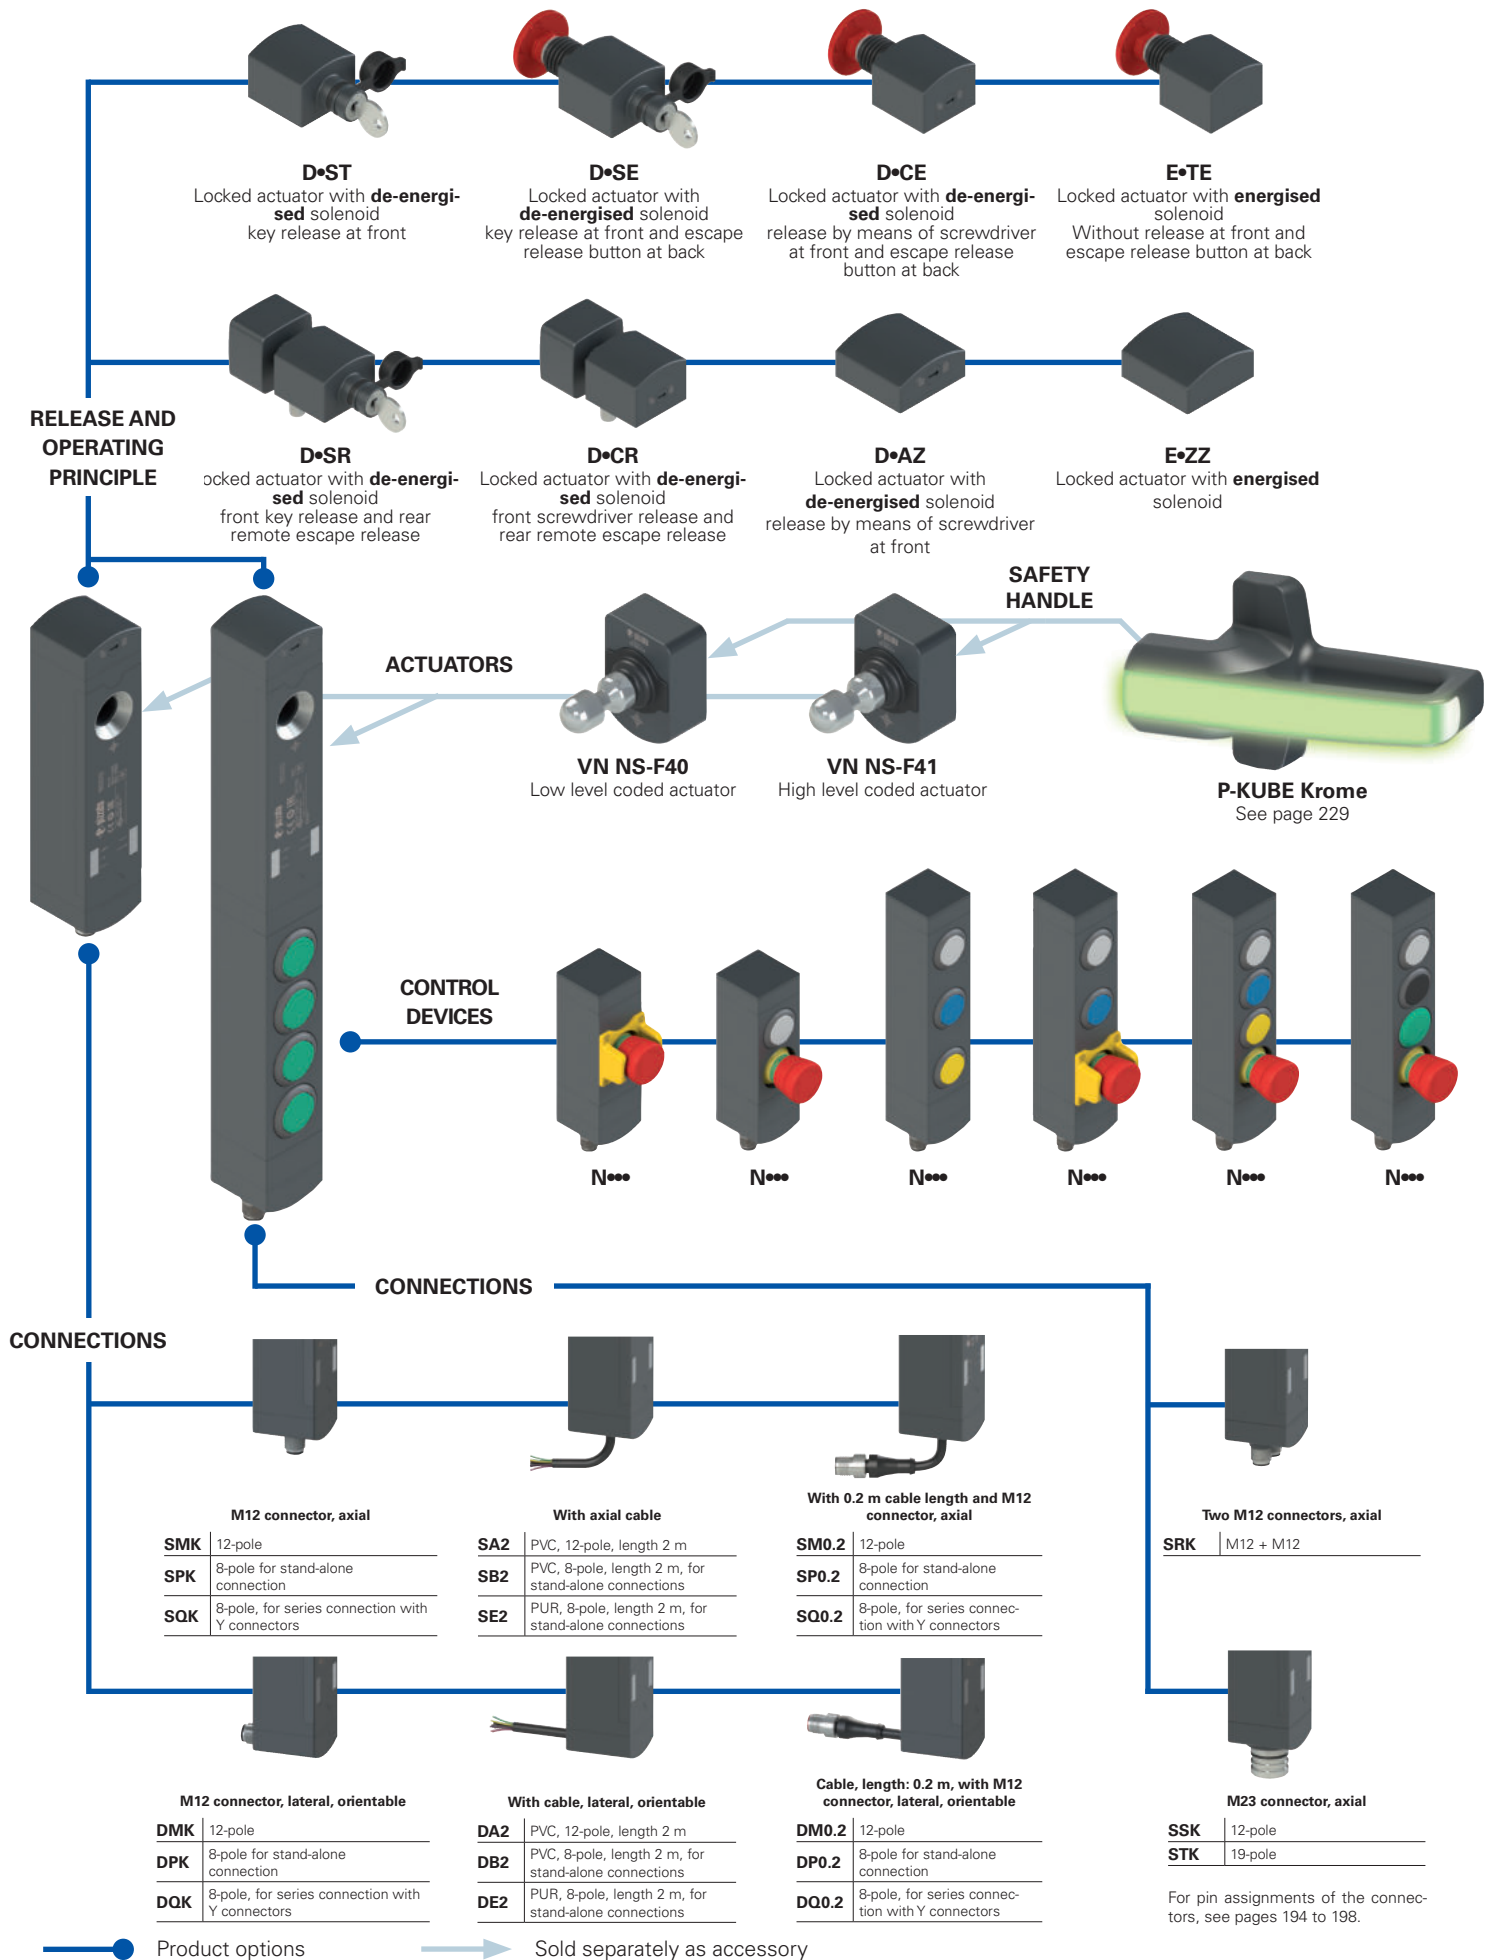 D•ST
Locked actuator with de-energi-
sed solenoid
key release at front
D•SE
Locked actuator with
de-energised solenoid
key release at front and escape
release button at back
D•CE
Locked actuator with de-energi-
sed solenoid
release by means of screwdriver
at front and escape release
button at back
E•TE
Locked actuator with energised
solenoid
Without release at front and
escape release button at back
RELEASE AND
OPERATING
PRINCIPLE
D•SR
ocked actuator with de-energi-
sed solenoid
front key release and rear
remote escape release
D•CR
Locked actuator with de-energi-
sed solenoid
front screwdriver release and
rear remote escape release
D•AZ
Locked actuator with
de-energised solenoid
release by means of screwdriver
at front
E•ZZ
Locked actuator with energised
solenoid
SAFETY
HANDLE
ACTUATORS
VN NS-F40
Low level coded actuator
VN NS-F41
High level coded actuator
P-KUBE Krome
See page 229
CONTROL
DEVICES
N•••
N•••
N•••
N•••
N•••
N•••
CONNECTIONS
CONNECTIONS
M12 connector, axial
SMK 12-pole
SPK 8-pole for stand-alone
connection
SQK 8-pole, for series connection with
Y connectors
With axial cable
SA2 PVC, 12-pole, length 2 m
SB2 PVC, 8-pole, length 2 m, for
stand-alone connections
SE2 PUR, 8-pole, length 2 m, for
stand-alone connections
With 0.2 m cable length and M12
connector, axial
SM0.2 12-pole
SP0.2 8-pole for stand-alone
connection
SQ0.2 8-pole, for series connec-
tion with Y connectors
Two M12 connectors, axial
SRK M12 + M12
M12 connector, lateral, orientable
DMK 12-pole
DPK 8-pole for stand-alone
connection
DQK 8-pole, for series connection with
Y connectors
With cable, lateral, orientable
DA2 PVC, 12-pole, length 2 m
DB2 PVC, 8-pole, length 2 m, for
stand-alone connections
DE2 PUR, 8-pole, length 2 m, for
stand-alone connections
Cable, length: 0.2 m, with M12
connector, lateral, orientable
DM0.2 12-pole
DP0.2 8-pole for stand-alone
connection
DQ0.2 8-pole, for series connec-
tion with Y connectors
M23 connector, axial
SSK 12-pole
STK 19-pole
For pin assignments of the connec-
tors, see pages 194 to 198.
Product options
Sold separately as accessory